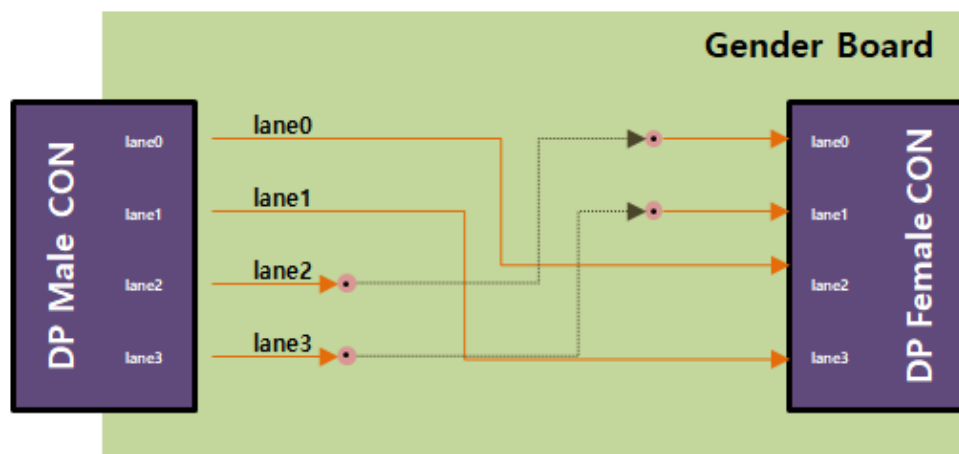 Gender Board
DP Male CON
lane0
lane1
lane2
lane3
lane0
lane1
lane2
lane3
lane0
lane1
lane2
lane3
DP Female CON